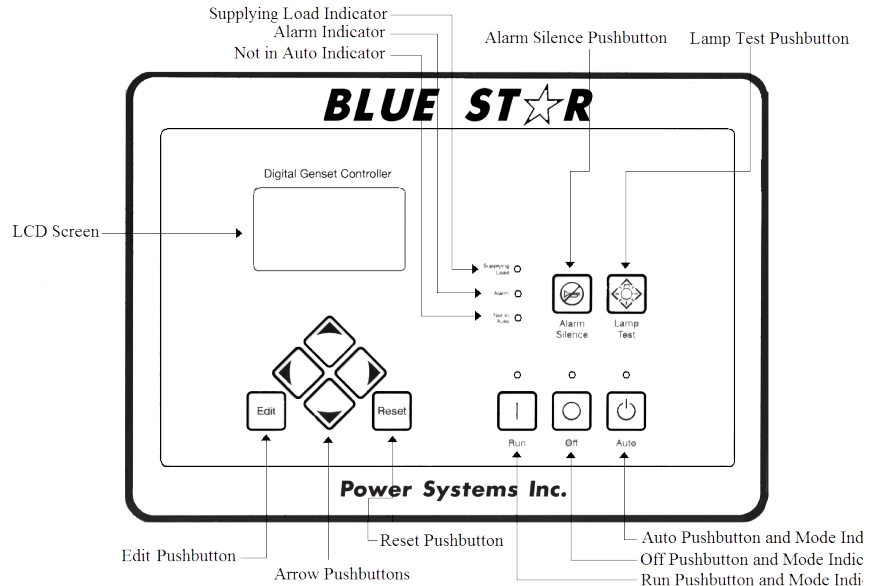 Supplying Load Indicator
Alarm Indicator
Not in Auto Indicator
Alarm Silence Pushbutton
Lamp Test Pushbutton
BLUE ST R
Digital Genset Controller
LCD Screen
Supplying
Load
Alarm
Not in
Auto
Alarm
Silence
Lamp
Test
Edit
Reset
Run
Off
Auto
Power Systems Inc.
Edit Pushbutton
Arrow Pushbuttons
Reset Pushbutton
Auto Pushbutton and Mode Ind
Off Pushbutton and Mode Indic
Run Pushbutton and Mode Indi